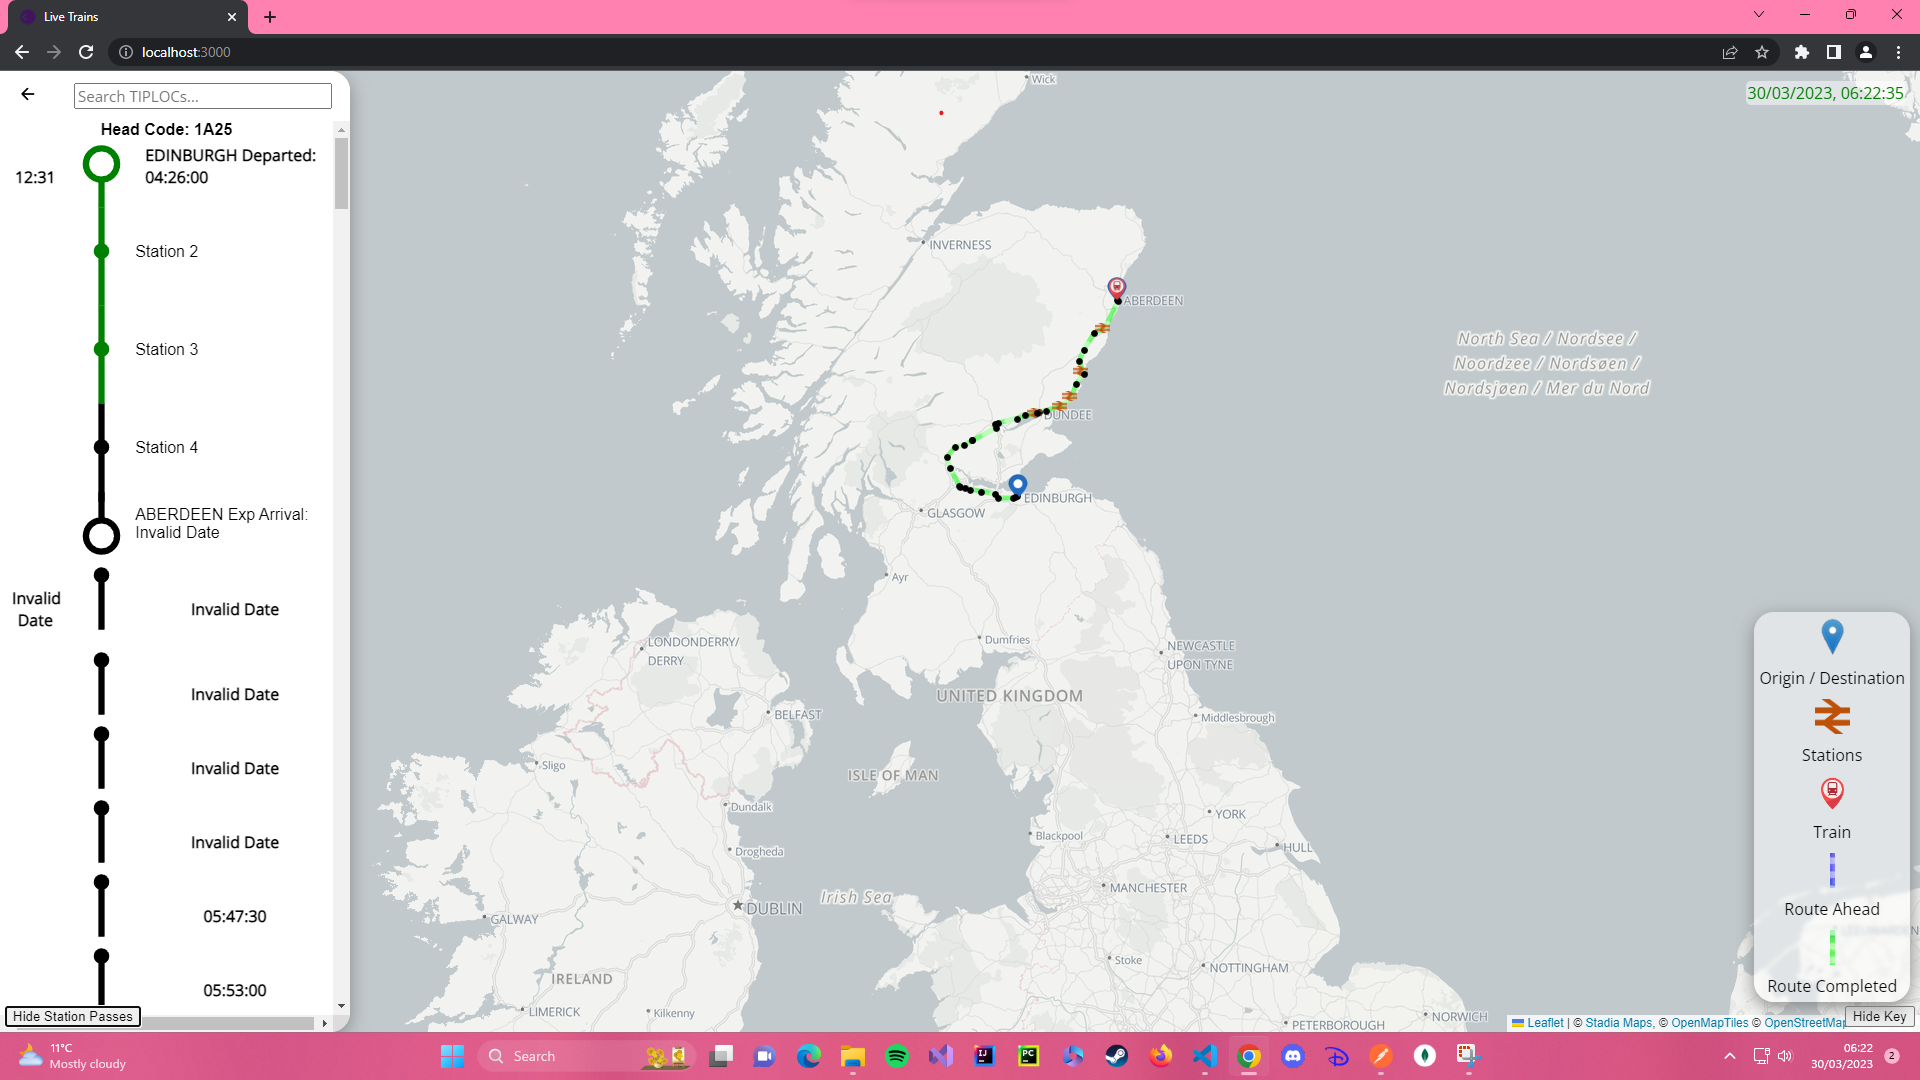 Live Trains
localhost:3000
Search TIPLOCs...
Head Code: 1A25
12:31
EDINBURGH Departed:
04:26:00
Station 2
Station 3
Station 4
ABERDEEN Exp Arrival:
Invalid Date
Invalid
Date
Invalid Date
Invalid Date
Invalid Date
Invalid Date
05:47:30
05:53:00
Hide Station Passes
30/03/2023, 06:22:35
Wick
INVERNESS
ABERDEEN
DUNDEE
EDINBURGH
GLASGOW
North Sea / Nordsee /
Noordzee / Nordsøen /
Nordsjøen / Mer du Nord
Ayr
Dumfries
LONDONDERRY/
DERRY
NEWCASTLE
UPON TYNE
UNITED KINGDOM
BELFAST
Middlesbrough
Sligo
ISLE OF MAN
Dundalk
YORK
Blackpool
LEEDS
HULL
Drogheda
MANCHESTER
Irish Sea
DUBLIN
GALWAY
Stoke
NOTTINGHAM
IRELAND
LIMERICK
Kilkenny
PETERBOROUGH
NORWICH
Origin / Destination
Stations
Train
Route Ahead
LEEUWARDEN
Route Completed
Hide Key
Leaflet | © Stadia Maps, © OpenMapTiles © OpenStreetMap
11°C
Mostly cloudy
Search
IJ
PC
06:22
30/03/2023
2